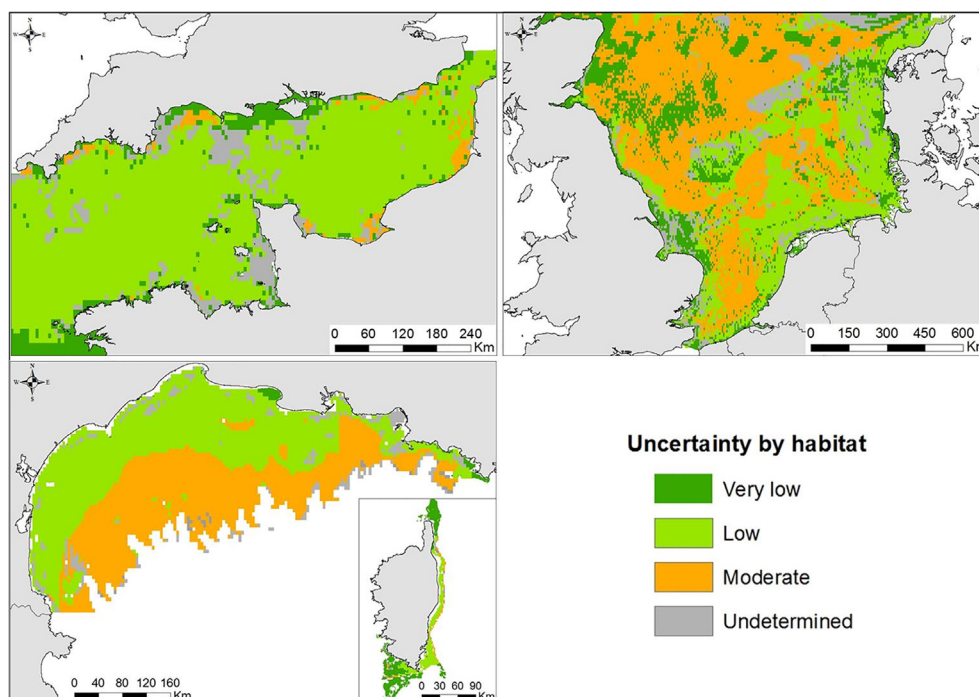 N
W E
S
0 60 120 180 240
Km
N
W E
S
0 150 300 450 600
Km
N
W E
S
0 40 80 120 160
Km
0 30 60 90
Km
Uncertainty by habitat
Very low
Low
Moderate
Undetermined